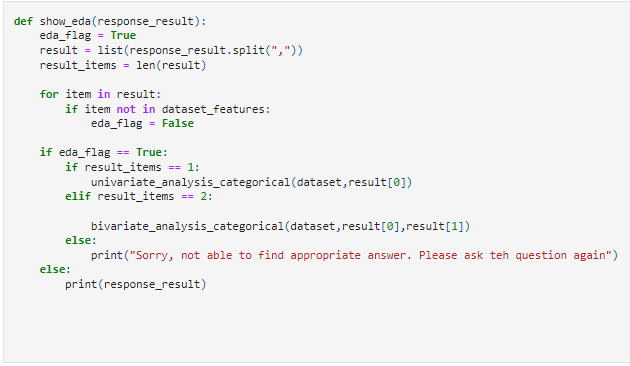 def show_eda(response_result):
    eda_flag = True
    result = list(response_result.split(","))
    result_items = len(result)

    for item in result:
        if item not in dataset_features:
            eda_flag = False

    if eda_flag == True:
        if result_items == 1:
            univariate_analysis_categorical(dataset,result[0])
        elif result_items == 2:

            bivariate_analysis_categorical(dataset,result[0],result[1])
        else:
            print("Sorry, not able to find appropriate answer. Please ask teh question again")
    else:
        print(response_result)